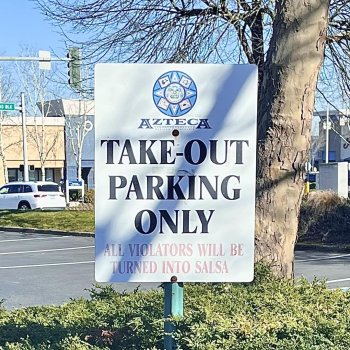 AZTECA
TAKE-OUT
PARKING
ONLY
ALL VIOLATORS WILL BE
TURNED INTO SALSA